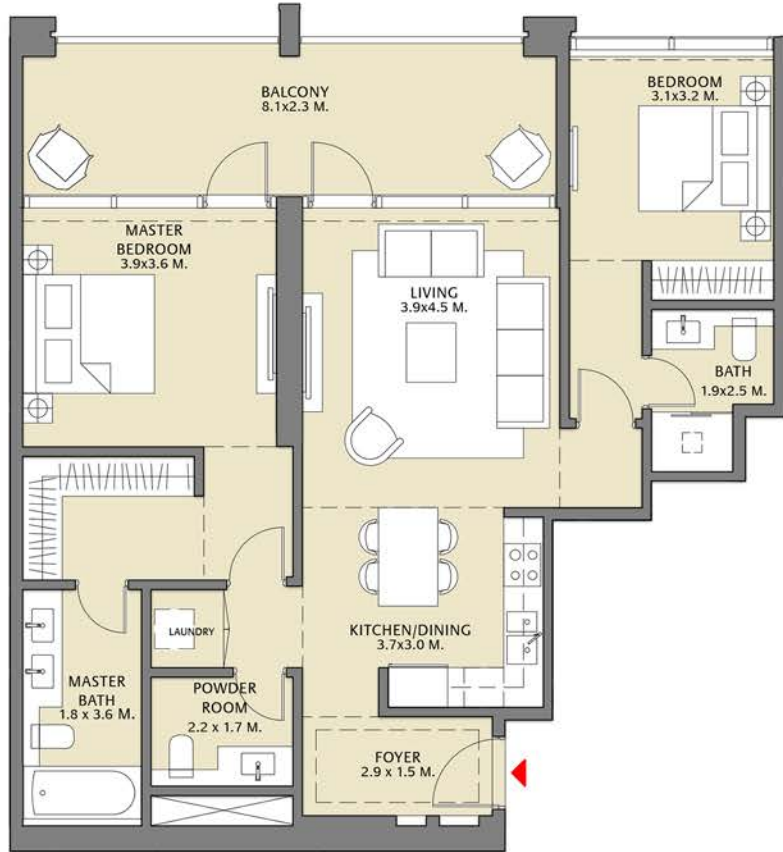 BALCONY
8.1x2.3 M.
BEDROOM
3.1x3.2 M.
MASTER
BEDROOM
3.9x3.6 M.
LIVING
3.9x4.5 M.
BATH
1.9x2.5 M.
LAUNDRY
KITCHEN/DINING
3.7x3.0 M.
MASTER
BATH
1.8 x 3.6 M.
POWDER
ROOM
2.2 x 1.7 M.
FOYER
2.9 x 1.5 M.